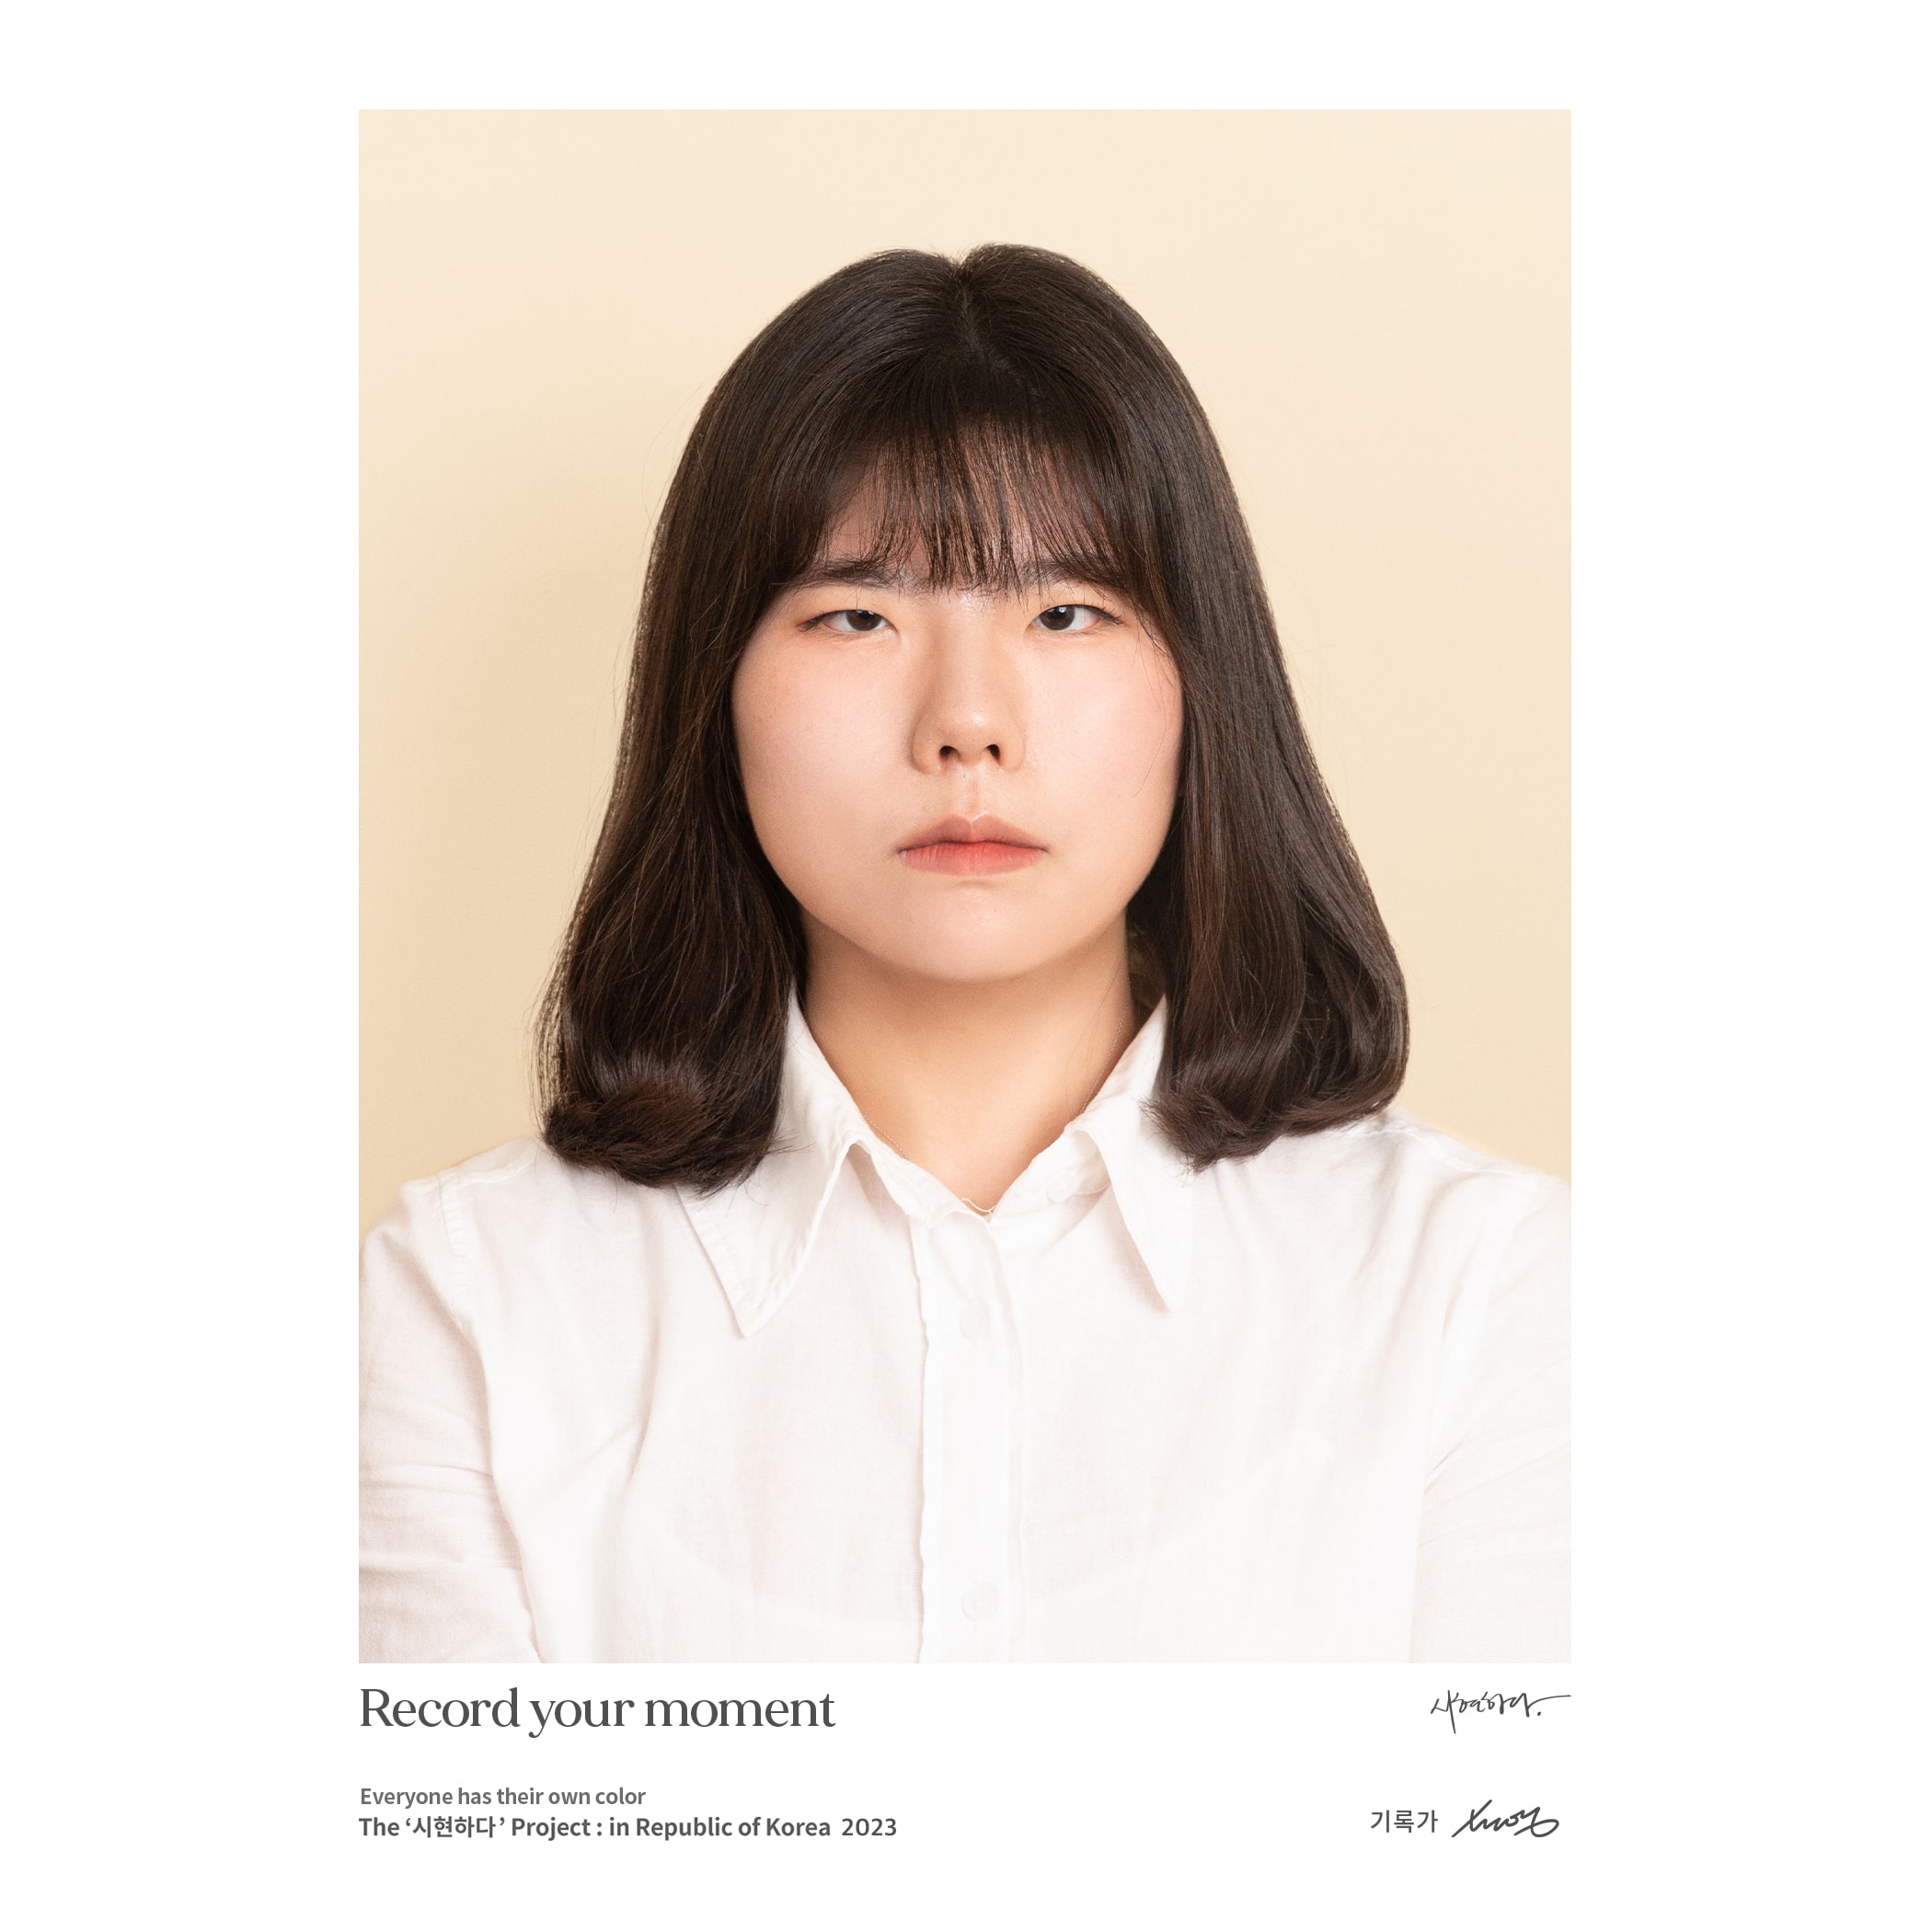 Record your moment
시현하다.
Everyone has their own color
The ‘시현하다’ Project : in Republic of Korea 2023
기록가